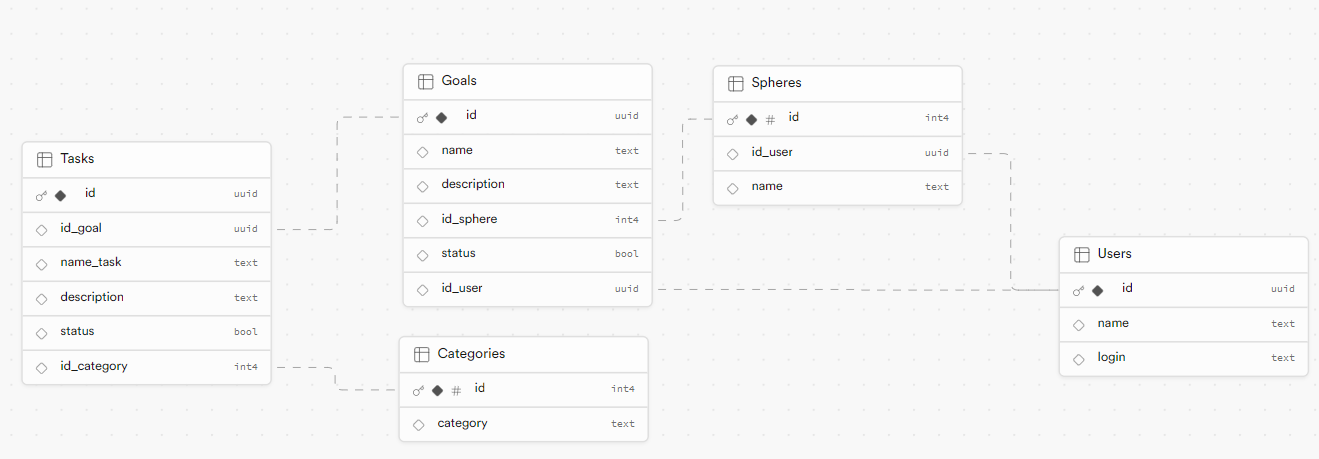 Tasks
id uuid
id_goal uuid
name_task text
description text
status bool
id_category int4
Goals
id uuid
name text
description text
id_sphere int4
status bool
id_user uuid
Categories
# id int4
category text
Spheres
# id int4
id_user uuid
name text
Users
id uuid
name text
login text